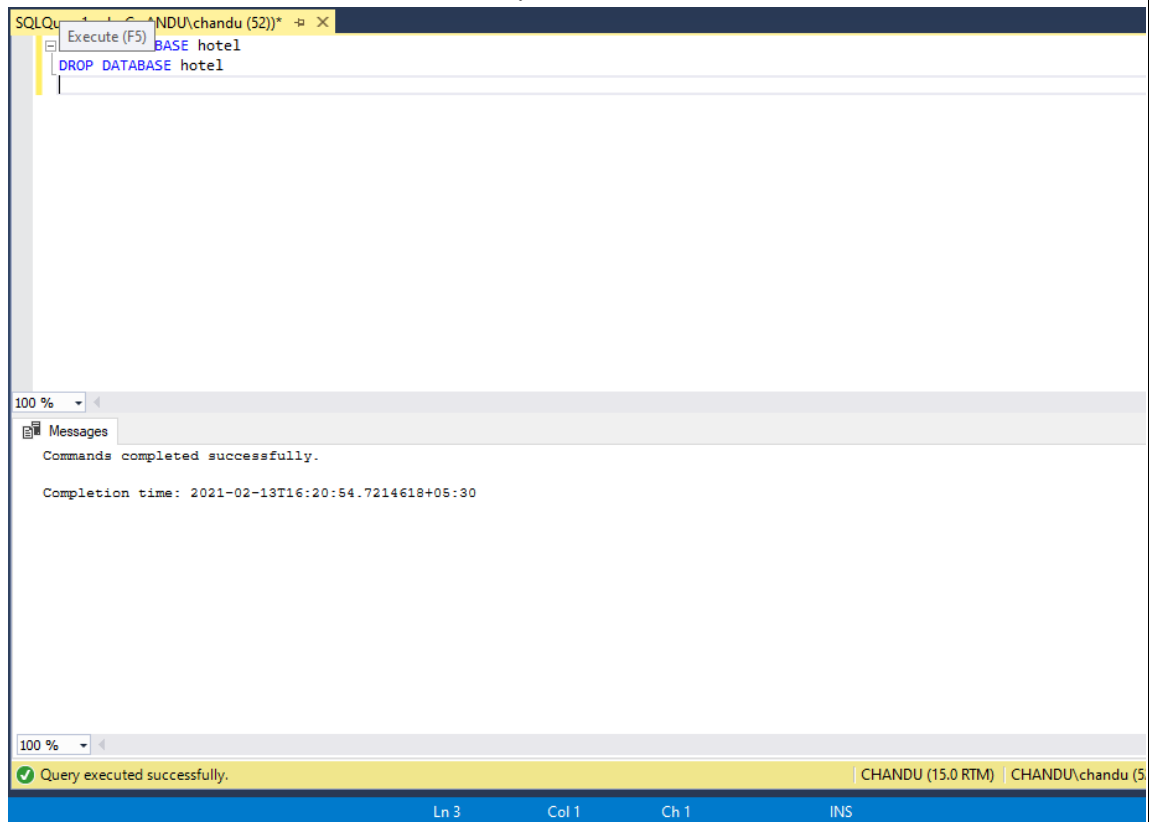 SQLQu 1 NDU\chandu (52))*
Execute (F5)
BASE hotel
DROP DATABASE hotel
100 %
Messages
Commands completed successfully.
Completion time: 2021-02-13T16:20:54.7214618+05:30
100 %
Query executed successfully.
CHANDU (15.0 RTM)
CHANDU\chandu (5
Ln 3
Col 1
Ch 1
INS